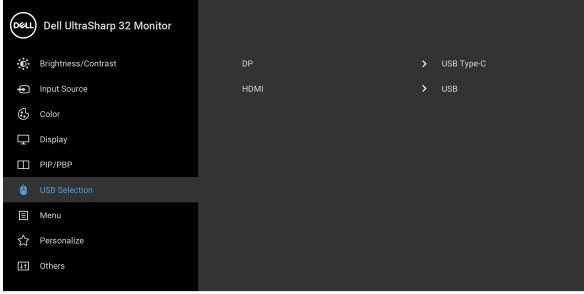 DELL Dell UltraSharp 32 Monitor
Brightness/Contrast
Input Source
Color
Display
PIP/PBP
USB Selection
Menu
Personalize
Others
DP > USB Type-C
HDMI > USB